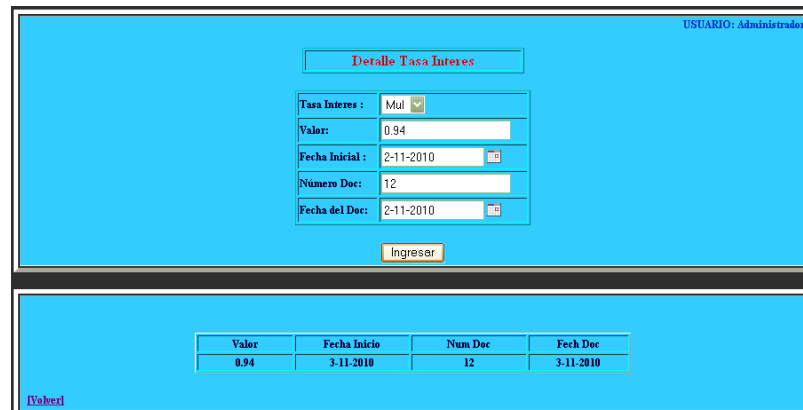 USUARIO: Administrador
Detalle Tasa Interes
Tasa Interes : Mul
Valor: 0.94
Fecha Inicial : 2-11-2010
Número Doc: 12
Fecha del Doc: 2-11-2010
Ingresar
Valor Fecha Inicio Num Doc Fech Doc
0.94 3-11-2010 12 3-11-2010
[Volver]